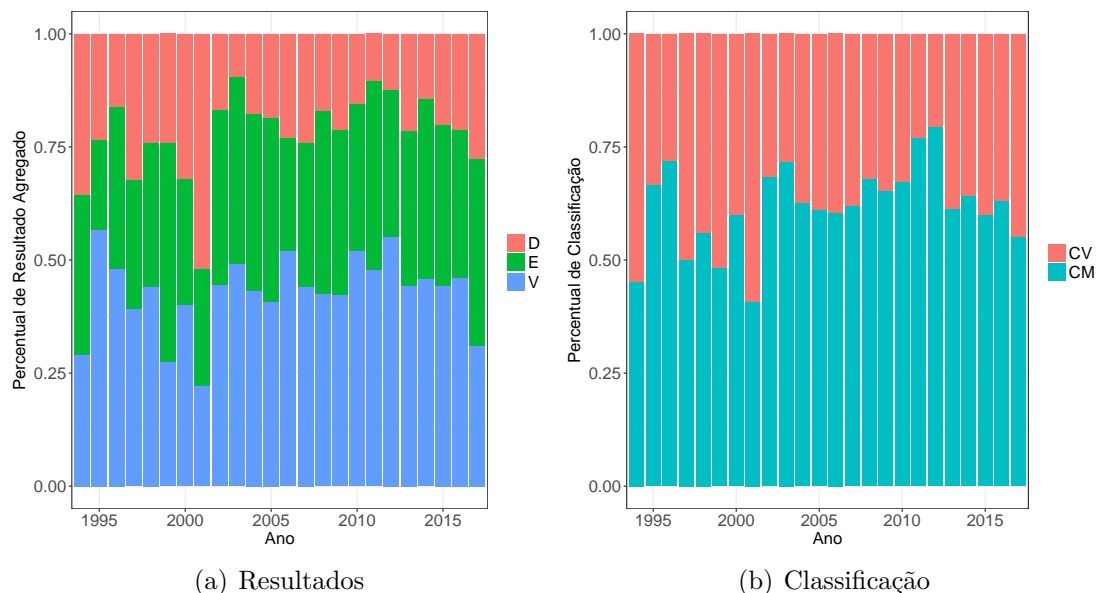 Percentual de Resultado Agregado
1.00
0.75
0.50
0.25
0.00
1995 2000 2005 2010 2015
Ano
D
E
V
(a) Resultados
Percentual de Classificação
1.00
0.75
0.50
0.25
0.00
1995 2000 2005 2010 2015
Ano
CV
CM
(b) Classificação